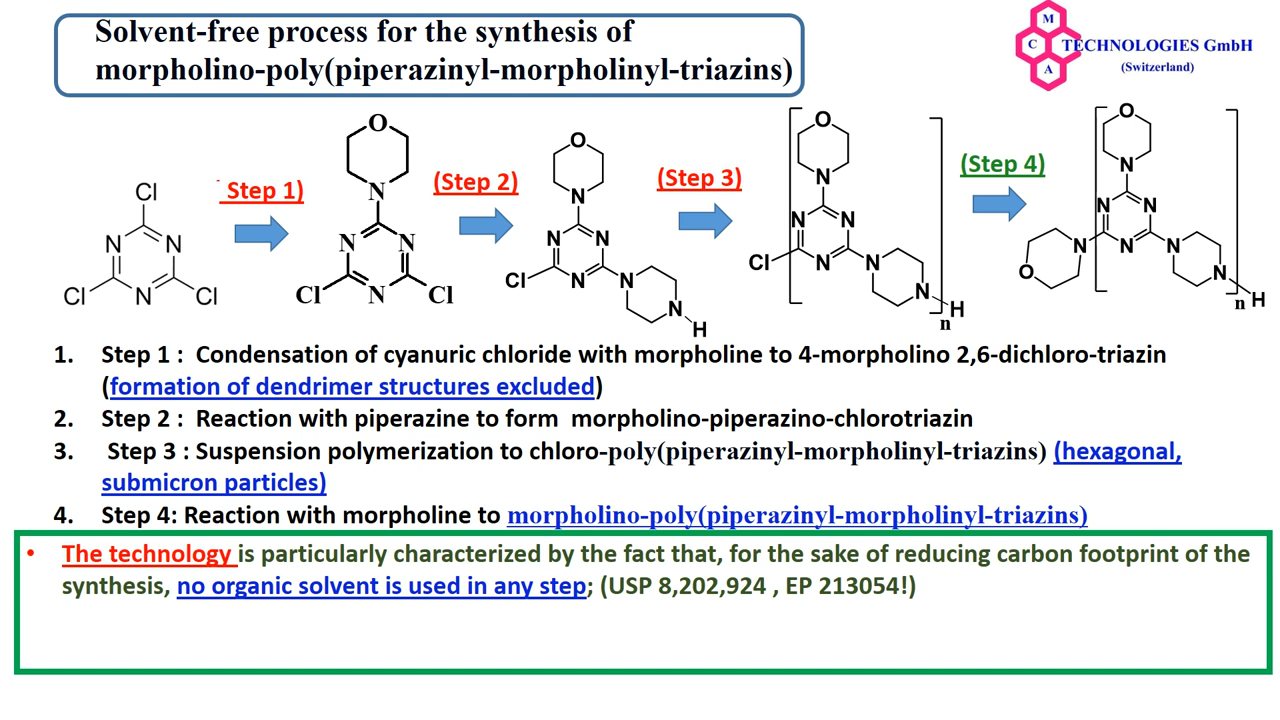 Solvent-free process for the synthesis of
morpholino-poly(piperazinyl-morpholinyl-triazins)
M
C
A
TECHNOLOGIES GmbH
(Switzerland)
Cl
N N
Cl N Cl
Step 1)
O
N
N N
Cl N Cl
(Step 2)
O
N
N N
Cl N N
N
H
(Step 3)
O
N
N N
Cl N N
N
H
n
(Step 4)
O
N
N N
N N N
O N
n H
1. Step 1 : Condensation of cyanuric chloride with morpholine to 4-morpholino 2,6-dichloro-triazin
(formation of dendrimer structures excluded)
2. Step 2 : Reaction with piperazine to form morpholino-piperazino-chlorotriazin
3. Step 3 : Suspension polymerization to chloro-poly(piperazinyl-morpholinyl-triazins) (hexagonal,
submicron particles)
4. Step 4: Reaction with morpholine to morpholino-poly(piperazinyl-morpholinyl-triazins)
• The technology is particularly characterized by the fact that, for the sake of reducing carbon footprint of the
synthesis, no organic solvent is used in any step; (USP 8,202,924 , EP 213054!)